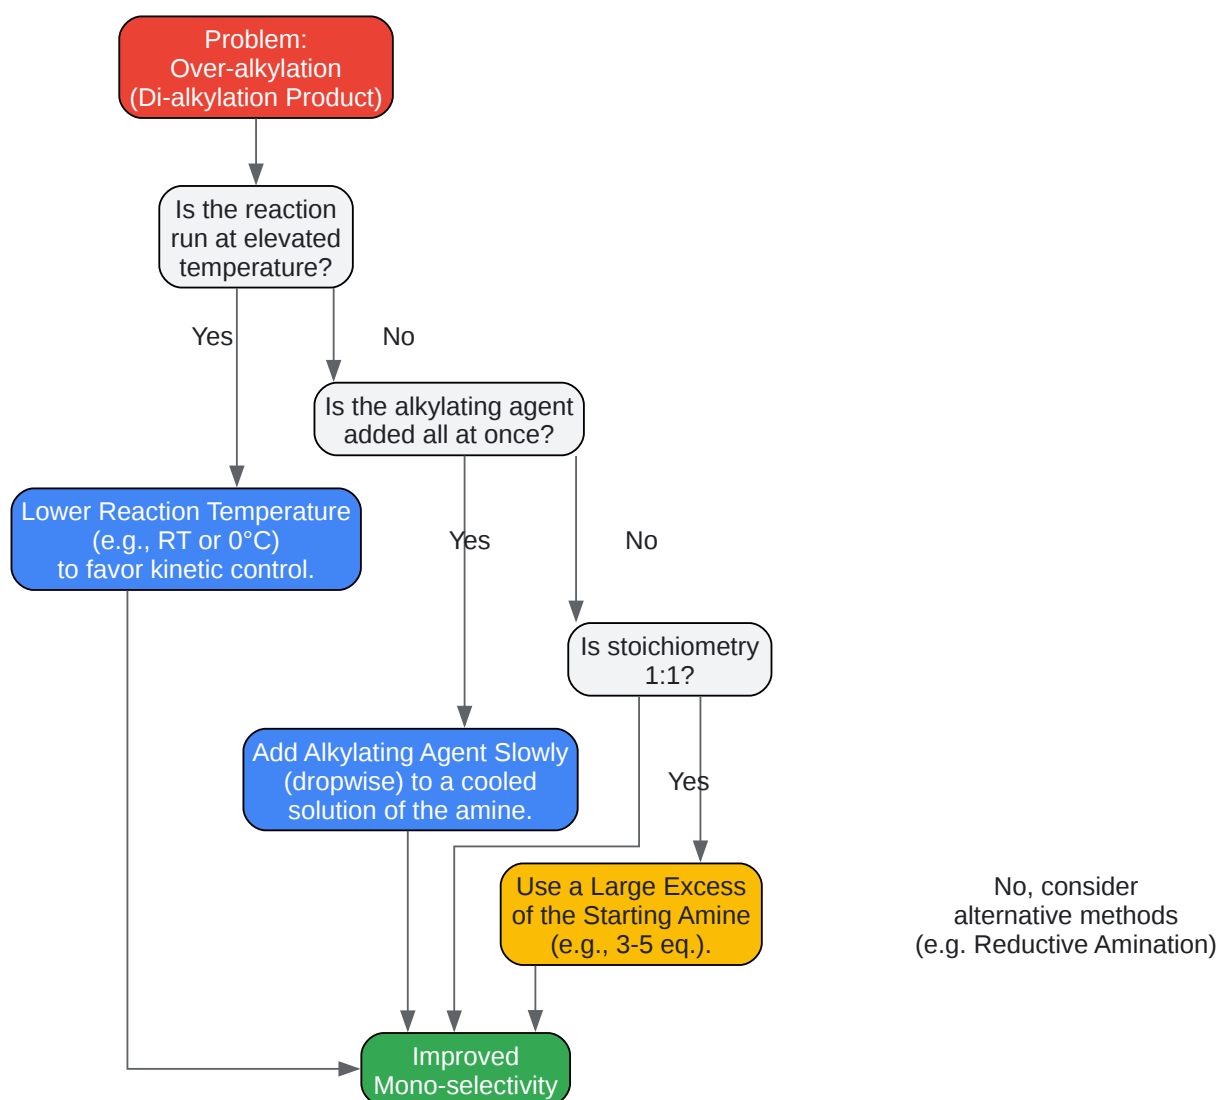 Problem:
Over-alkylation
(Di-alkylation Product)
Is the reaction
run at elevated
temperature?
Yes
No
Is the alkylating agent
added all at once?
Lower Reaction Temperature
(e.g., RT or 0°C)
to favor kinetic control.
Yes
No
Is stoichiometry
1:1?
Add Alkylating Agent Slowly
(dropwise) to a cooled
solution of the amine.
Yes
Use a Large Excess
of the Starting Amine
(e.g., 3-5 eq.).
No, consider
alternative methods
(e.g. Reductive Amination)
Improved
Mono-selectivity